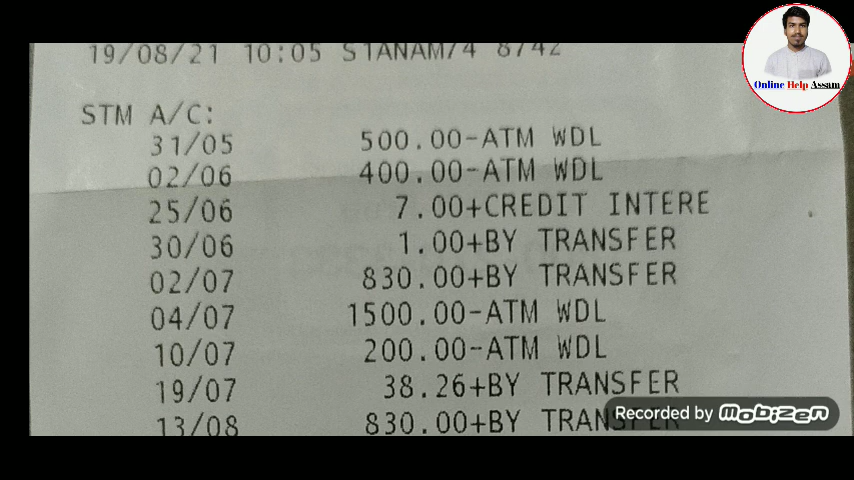 19/08/21 10:05 STANAM74 8742
STM A/C:
31/05 500.00-ATM WDL
02/06 400.00-ATM WDL
25/06 7.00+CREDIT INTERE
30/06 1.00+BY TRANSFER
02/07 830.00+BY TRANSFER
04/07 1500.00-ATM WDL
10/07 200.00-ATM WDL
19/07 38.26+BY TRANSFER
13/08 830.00+BY TRANSFER
Online Help Assam
Recorded by MOBIZEN